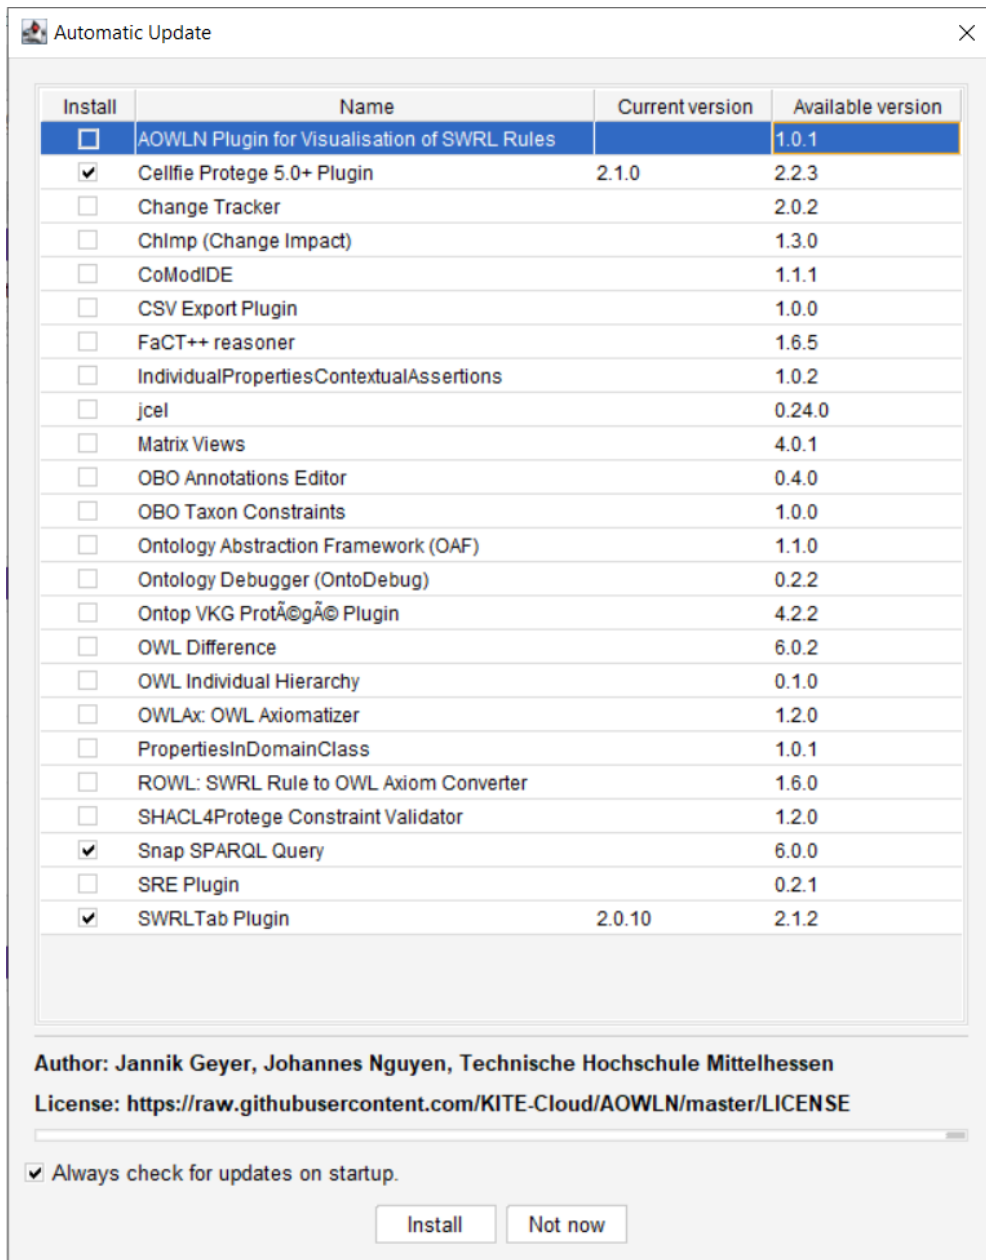 Automatic Update
Install Name Current version Available version
AOWLN Plugin for Visualisation of SWRL Rules 1.0.1
Cellfie Protege 5.0+ Plugin 2.1.0 2.2.3
Change Tracker 2.0.2
ChImp (Change Impact) 1.3.0
CoModIDE 1.1.1
CSV Export Plugin 1.0.0
FaCT++ reasoner 1.6.5
IndividualPropertiesContextualAssertions 1.0.2
jcel 0.24.0
Matrix Views 4.0.1
OBO Annotations Editor 0.4.0
OBO Taxon Constraints 1.0.0
Ontology Abstraction Framework (OAF) 1.1.0
Ontology Debugger (OntoDebug) 0.2.2
Ontop VKG Protégé Plugin 4.2.2
OWL Difference 6.0.2
OWL Individual Hierarchy 0.1.0
OWLAx: OWL Axiomatizer 1.2.0
PropertiesInDomainClass 1.0.1
ROWL: SWRL Rule to OWL Axiom Converter 1.6.0
SHACL4Protege Constraint Validator 1.2.0
Snap SPARQL Query 6.0.0
SRE Plugin 0.2.1
SWRLTab Plugin 2.0.10 2.1.2
Author: Jannik Geyer, Johannes Nguyen, Technische Hochschule Mittelhessen
License: https://raw.githubusercontent.com/KITE-Cloud/AOWLN/master/LICENSE
Always check for updates on startup.
Install Not now